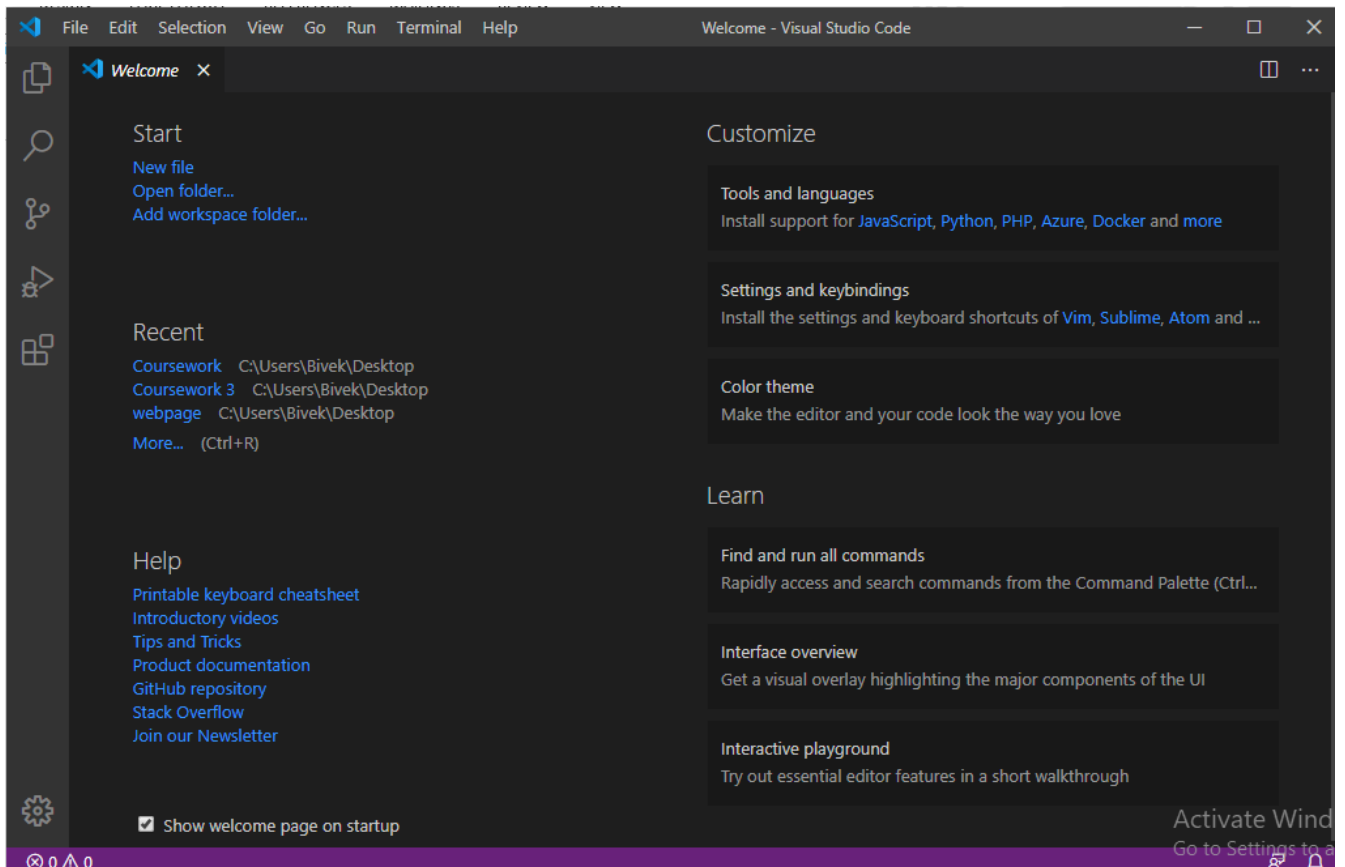 File Edit Selection View Go Run Terminal Help Welcome - Visual Studio Code
Welcome
Start
New file
Open folder...
Add workspace folder...
Recent
Coursework C:\Users\Bivek\Desktop
Coursework 3 C:\Users\Bivek\Desktop
webpage C:\Users\Bivek\Desktop
More... (Ctrl+R)
Help
Printable keyboard cheatsheet
Introductory videos
Tips and Tricks
Product documentation
GitHub repository
Stack Overflow
Join our Newsletter
Show welcome page on startup
Customize
Tools and languages
Install support for JavaScript, Python, PHP, Azure, Docker and more
Settings and keybindings
Install the settings and keyboard shortcuts of Vim, Sublime, Atom and ...
Color theme
Make the editor and your code look the way you love
Learn
Find and run all commands
Rapidly access and search commands from the Command Palette (Ctrl...
Interface overview
Get a visual overlay highlighting the major components of the UI
Interactive playground
Try out essential editor features in a short walkthrough
Activate Wind
Go to Settings to a
0 0